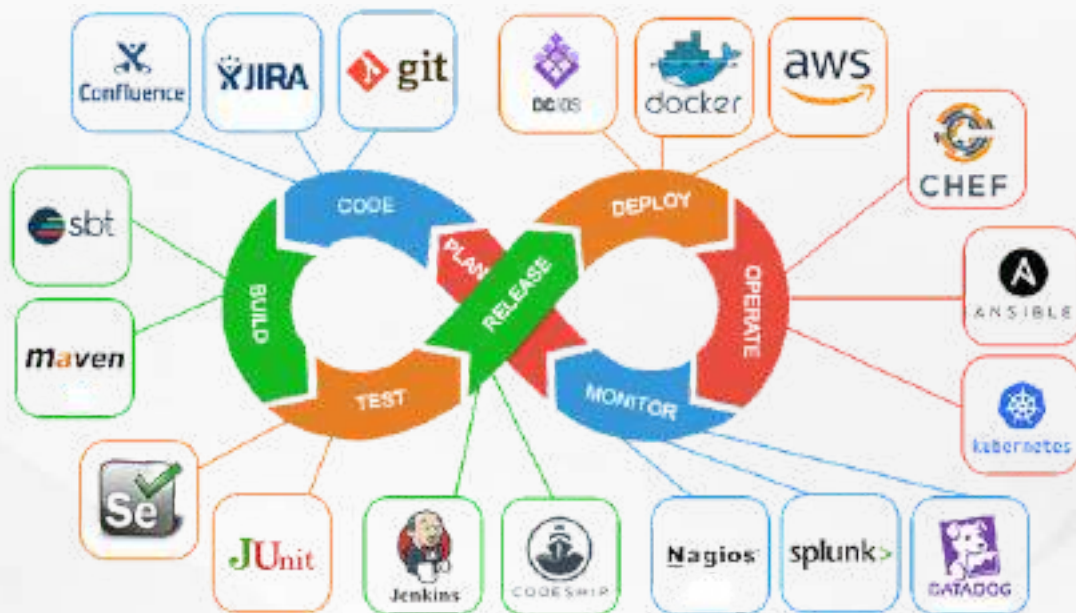 Confluence
JIRA
git
DC/OS
docker
aws
CHEF
sbt
CODE
DEPLOY
PLAN
RELEASE
BUILD
OPERATE
ANSIBLE
maven
TEST
MONITOR
kubernetes
Se
JUnit
Jenkins
CODESHIP
Nagios
splunk>
DATADOG